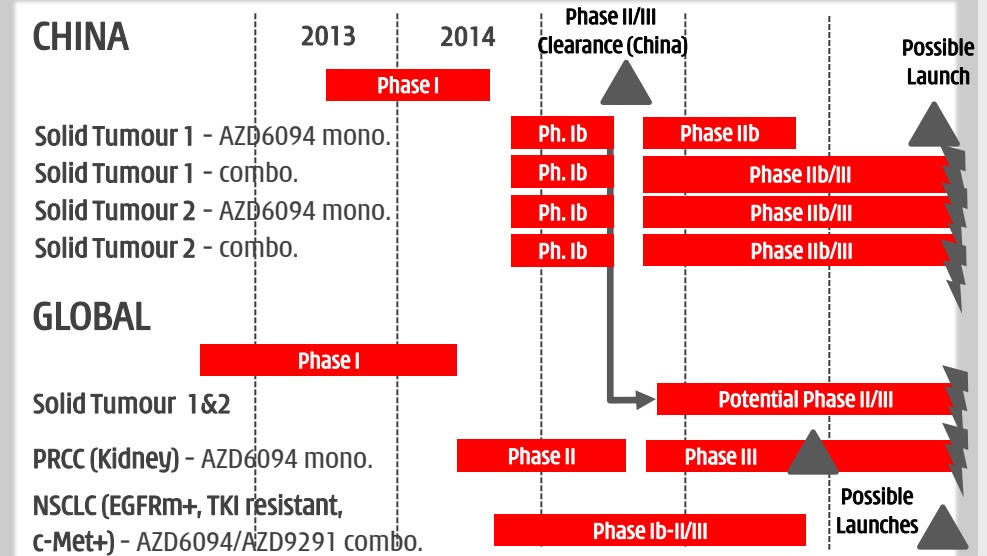 CHINA
2013
2014
Phase II/III
Clearance (China)
Possible
Launch
Phase I
Solid Tumour 1 - AZD6094 mono.
Ph. Ib
Phase IIb
Solid Tumour 1 - combo.
Ph. Ib
Phase IIb/III
Solid Tumour 2 - AZD6094 mono.
Ph. Ib
Phase IIb/III
Solid Tumour 2 - combo.
Ph. Ib
Phase IIb/III
GLOBAL
Phase I
Solid Tumour 1&2
Potential Phase II/III
PRCC (Kidney) - AZD6094 mono.
Phase II
Phase III
NSCLC (EGFRm+, TKI resistant,
c-Met+) - AZD6094/AZD9291 combo.
Phase Ib-II/III
Possible
Launches